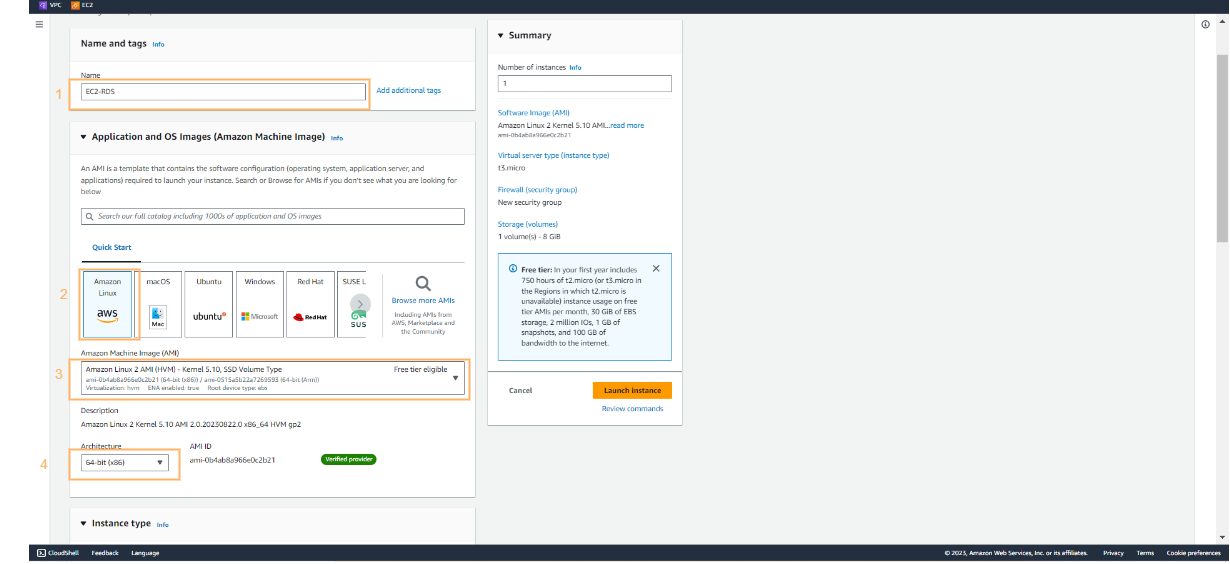 VPC EC2
Name and tags Info
Name
1
EC2-RDS
Add additional tags
Application and OS Images (Amazon Machine Image) Info
An AMI is a template that contains the software configuration (operating system, application server, and
applications) required to launch your instance. Search or Browse for AMIs if you don't see what you are looking for
below
Search our full catalog including 1000s of application and OS images
Quick Start
2
Amazon
Linux
aws
macOS
Mac
Ubuntu
ubuntu
Windows
Microsoft
Red Hat
RedHat
SUSE L
SUS
Browse more AMIs
Including AMIs from
AWS, Marketplace and
the Community
Amazon Machine Image (AMI)
3
Amazon Linux 2 AMI (HVM) - Kernel 5.10, SSD Volume Type
Free tier eligible
ami-0b4ab8a966e0c2b21 (64-bit (x86)) / ami-0515a5b22a7269593 (64-bit (Arm))
Virtualization: hvm ENA enabled: true Root device type: ebs
Description
Amazon Linux 2 Kernel 5.10 AMI 2.0.20230822.0 x86_64 HVM gp2
Architecture
4
64-bit (x86)
AMI ID
ami-0b4ab8a966e0c2b21
Verified provider
Instance type Info
Summary
Number of instances Info
1
Software Image (AMI)
Amazon Linux 2 Kernel 5.10 AMI...read more
ami-0b4ab8a966e0c2b21
Virtual server type (instance type)
t3.micro
Firewall (security group)
New security group
Storage (volumes)
1 volume(s) - 8 GiB
Free tier: In your first year includes
750 hours of t2.micro (or t3.micro in
the Regions in which t2.micro is
unavailable) instance usage on free
tier AMIs per month, 30 GiB of EBS
storage, 2 million IOs, 1 GB of
snapshots, and 100 GB of
bandwidth to the internet.
Cancel
Launch instance
Review commands
CloudShell Feedback Language
© 2023, Amazon Web Services, Inc. or its affiliates. Privacy Terms Cookie preferences